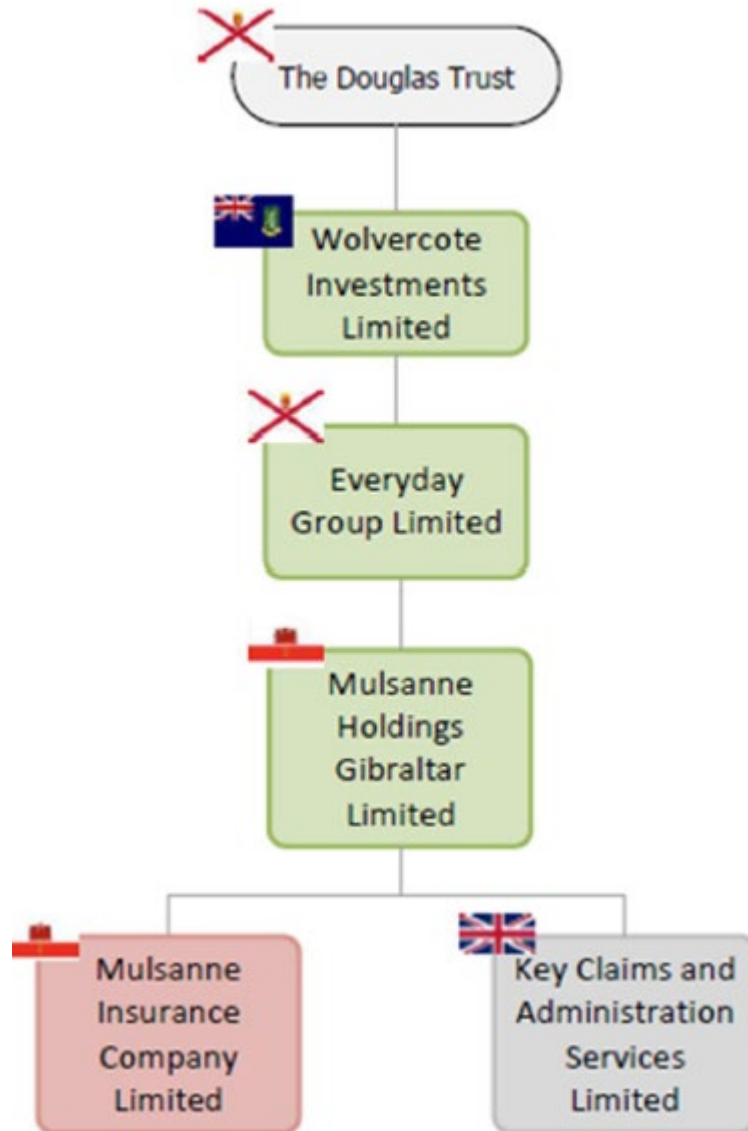 The Douglas Trust
Wolvercote
Investments
Limited
Everyday
Group Limited
Mulsanne
Holdings
Gibraltar
Limited
Mulsanne
Insurance
Company
Limited
Key Claims and
Administration
Services
Limited